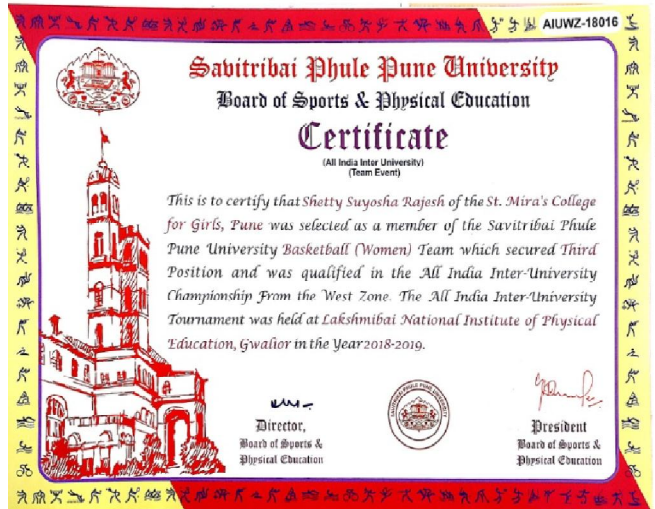 AIUWZ-18016
Savitribai Phule Pune University
Board of Sports & Physical Education
Certificate
(All India Inter University)
(Team Event)
This is to certify that Shetty Suyosha Rajesh of the St. Mira's College
for Girls, Pune was selected as a member of the Savitribai Phule
Pune University Basketball (Women) Team which secured Third
Position and was qualified in the All India Inter-University
Championship From the West Zone. The All India Inter-University
Tournament was held at Lakshmibai National Institute of Physical
Education, Gwalior in the Year 2018-2019.
Director,
Board of Sports &
Physical Education
SAVITRIBAI PHULE PUNE UNIVERSITY
President
Board of Sports &
Physical Education